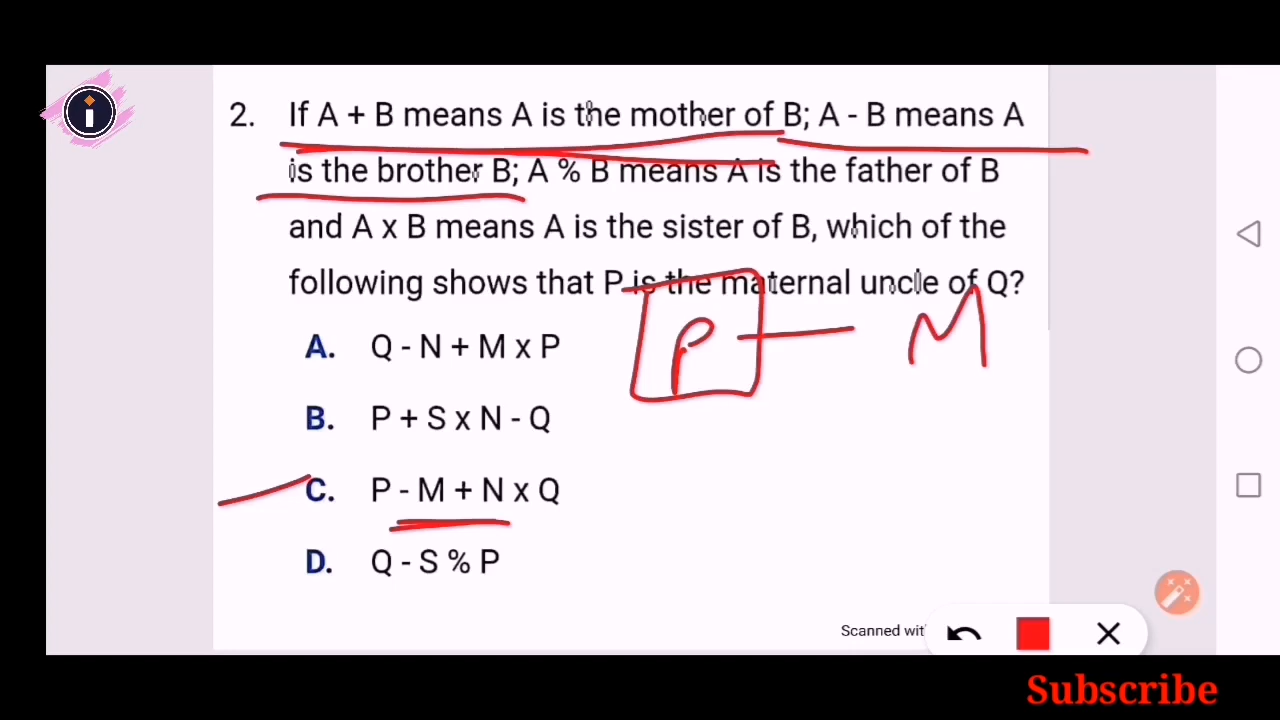 2. If A + B means A is the mother of B; A - B means A
is the brother B; A % B means A is the father of B
and A x B means A is the sister of B, which of the
following shows that P is the maternal uncle of Q?
A. Q - N + M x P
P — M
B. P + S x N - Q
C. P - M + N x Q
D. Q - S % P
Scanned wit
Subscribe